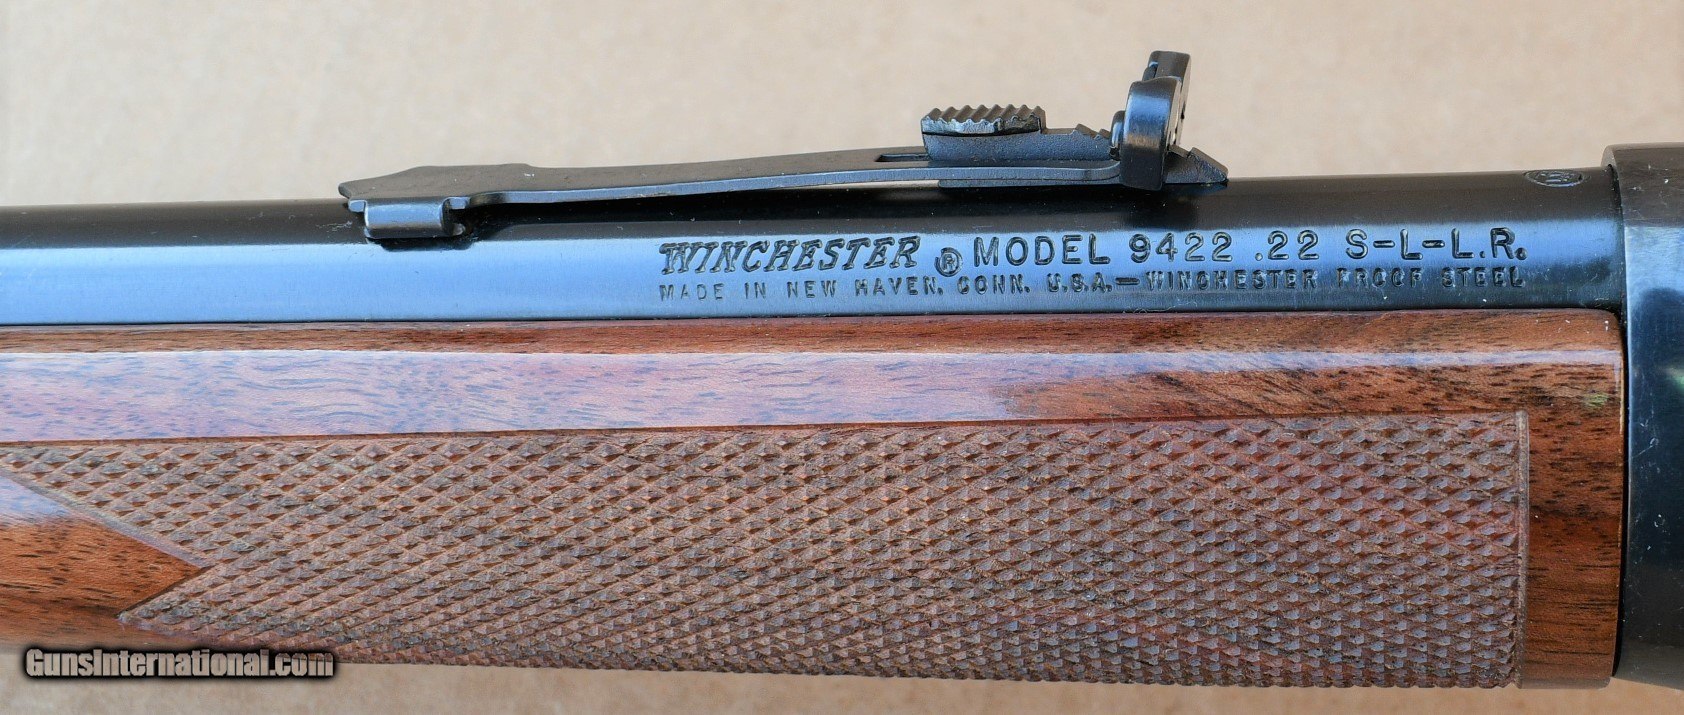 WINCHESTER ® MODEL 9422 .22 S-L-L.R.
MADE IN NEW HAVEN, CONN. U.S.A.—WINCHESTER PROOF STEEL
GunsInternational.com